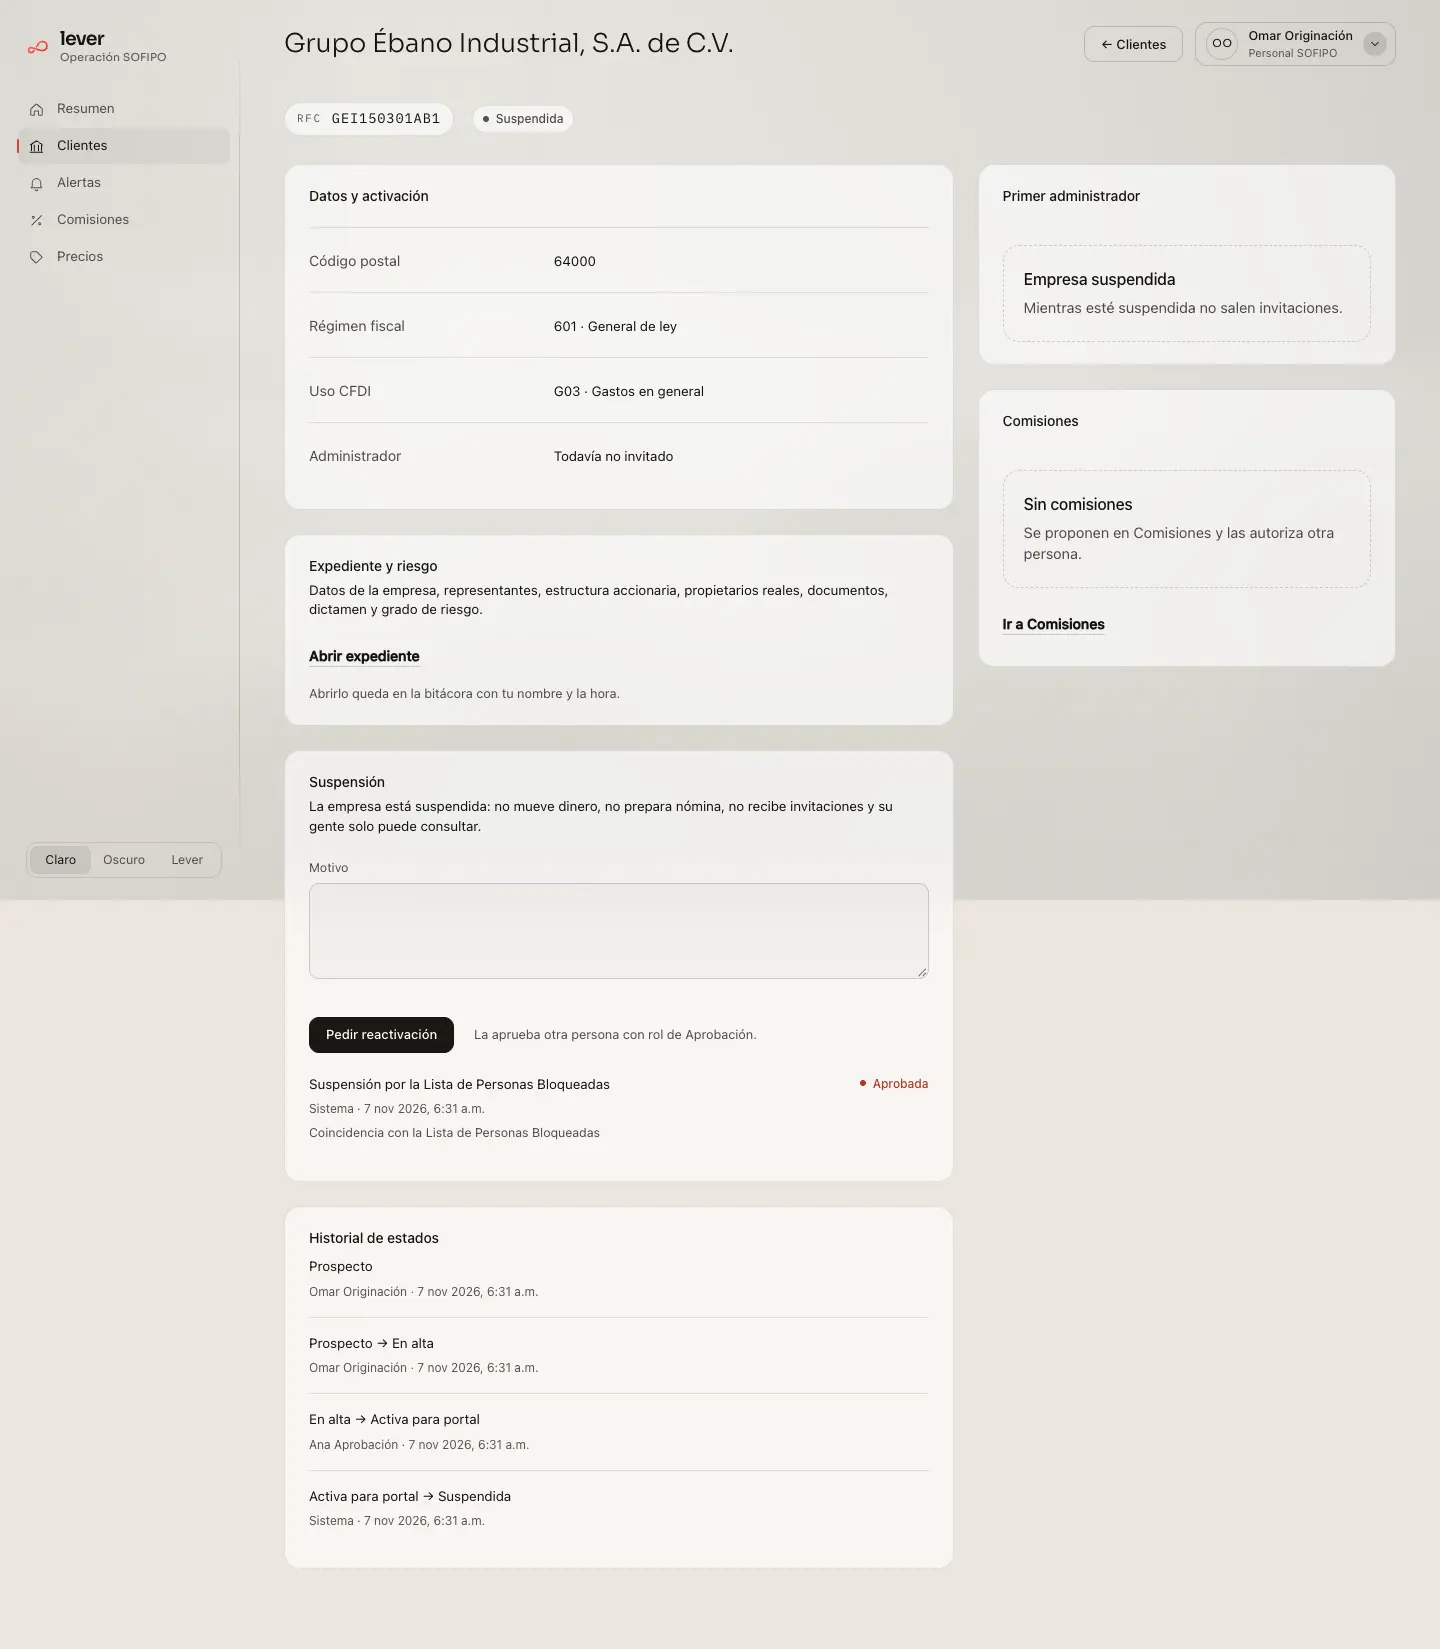 lever
Operación SOFIPO
Resumen
Clientes
Alertas
Comisiones
Precios
Claro
Oscuro
Lever
Grupo Ébano Industrial, S.A. de C.V.
← Clientes
OO
Omar Originación
Personal SOFIPO
RFC GEI150301AB1
Suspendida
Datos y activación
Código postal
64000
Régimen fiscal
601 · General de ley
Uso CFDI
G03 · Gastos en general
Administrador
Todavía no invitado
Expediente y riesgo
Datos de la empresa, representantes, estructura accionaria, propietarios reales, documentos,
dictamen y grado de riesgo.
Abrir expediente
Abrirlo queda en la bitácora con tu nombre y la hora.
Suspensión
La empresa está suspendida: no mueve dinero, no prepara nómina, no recibe invitaciones y su
gente solo puede consultar.
Motivo
Pedir reactivación
La aprueba otra persona con rol de Aprobación.
Suspensión por la Lista de Personas Bloqueadas
Aprobada
Sistema · 7 nov 2026, 6:31 a.m.
Coincidencia con la Lista de Personas Bloqueadas
Historial de estados
Prospecto
Omar Originación · 7 nov 2026, 6:31 a.m.
Prospecto → En alta
Omar Originación · 7 nov 2026, 6:31 a.m.
En alta → Activa para portal
Ana Aprobación · 7 nov 2026, 6:31 a.m.
Activa para portal → Suspendida
Sistema · 7 nov 2026, 6:31 a.m.
Primer administrador
Empresa suspendida
Mientras esté suspendida no salen invitaciones.
Comisiones
Sin comisiones
Se proponen en Comisiones y las autoriza otra
persona.
Ir a Comisiones